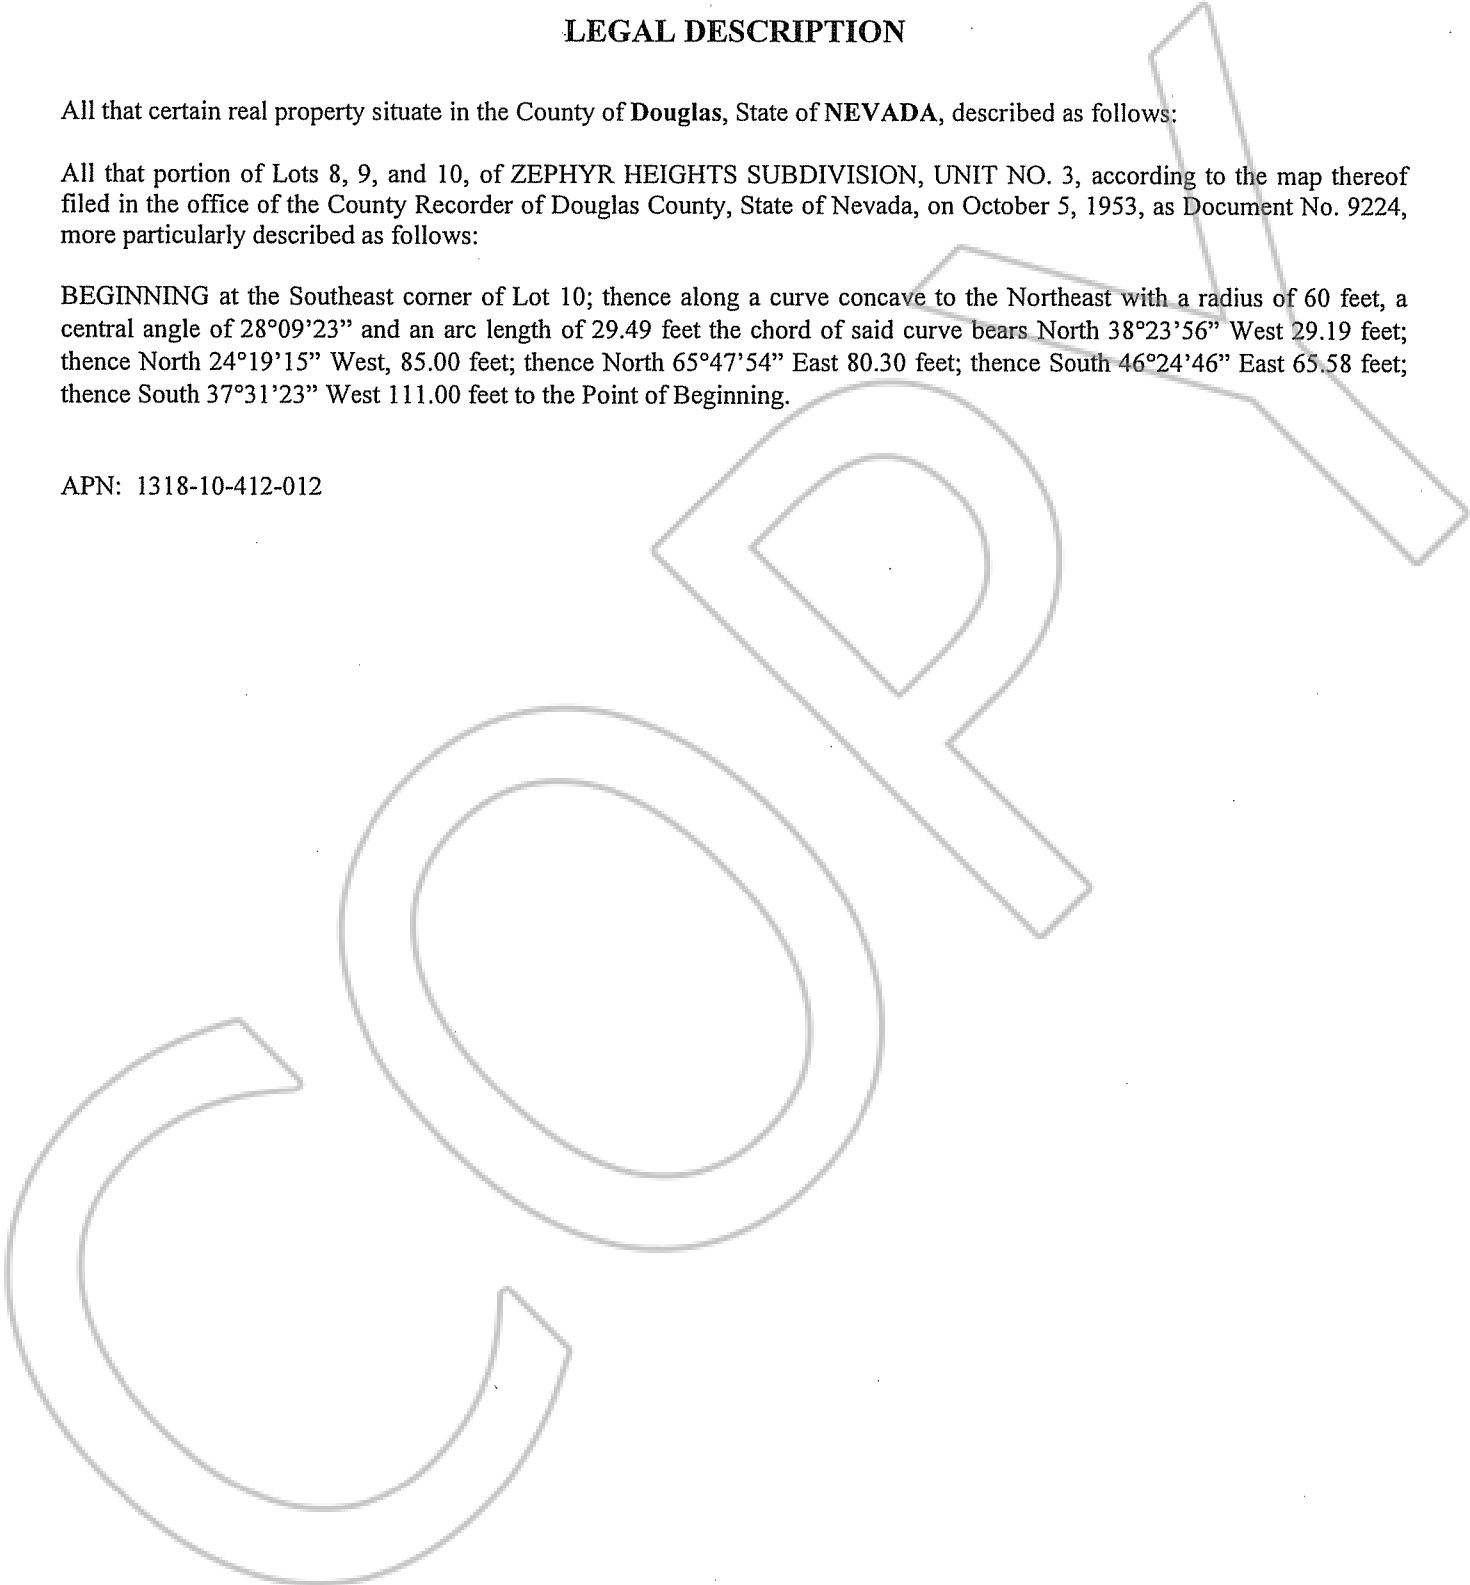 LEGAL DESCRIPTION
All that certain real property situate in the County of Douglas, State of NEVADA, described as follows:
All that portion of Lots 8, 9, and 10, of ZEPHYR HEIGHTS SUBDIVISION, UNIT NO. 3, according to the map thereof
filed in the office of the County Recorder of Douglas County, State of Nevada, on October 5, 1953, as Document No. 9224,
more particularly described as follows:
BEGINNING at the Southeast corner of Lot 10; thence along a curve concave to the Northeast with a radius of 60 feet, a
central angle of 28°09’23” and an arc length of 29.49 feet the chord of said curve bears North 38°23’56” West 29.19 feet;
thence North 24°19’15” West, 85.00 feet; thence North 65°47’54” East 80.30 feet; thence South 46°24’46” East 65.58 feet;
thence South 37°31’23” West 111.00 feet to the Point of Beginning.
APN: 1318-10-412-012
COPY